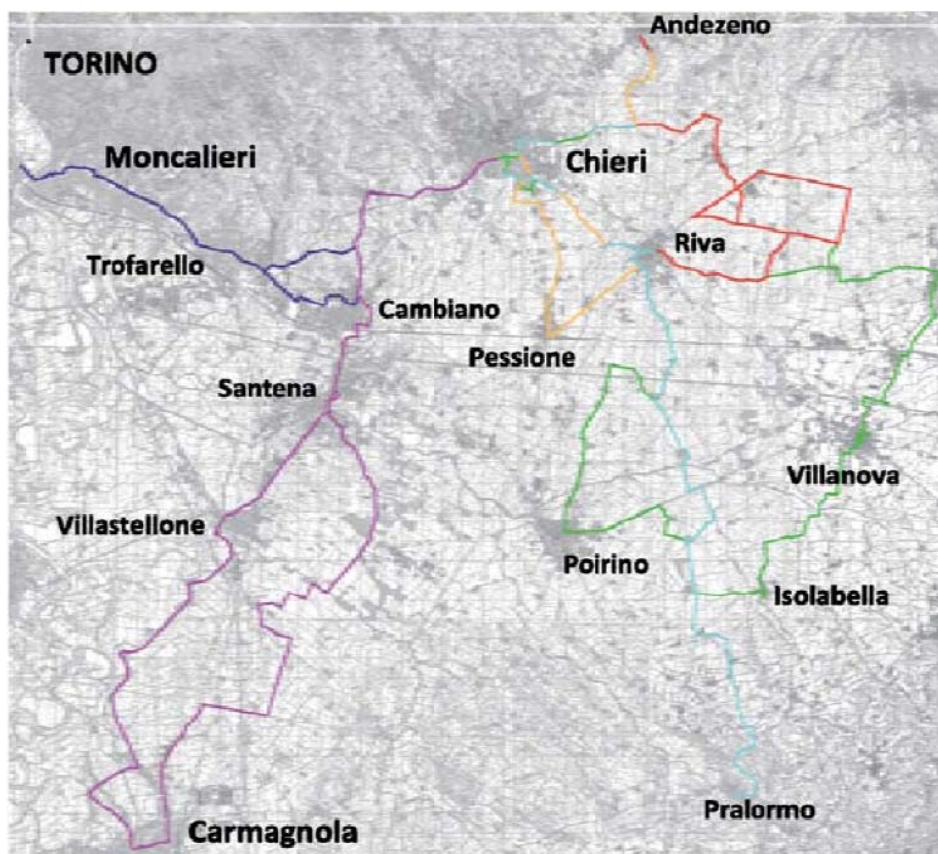 Andezeno
TORINO
Moncalieri
Chieri
Riva
Trofarello
Cambiano
Pessione
Santena
Villanova
Villastellone
Poirino
Isolabella
Pralormo
Carmagnola